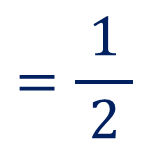 = 1/2